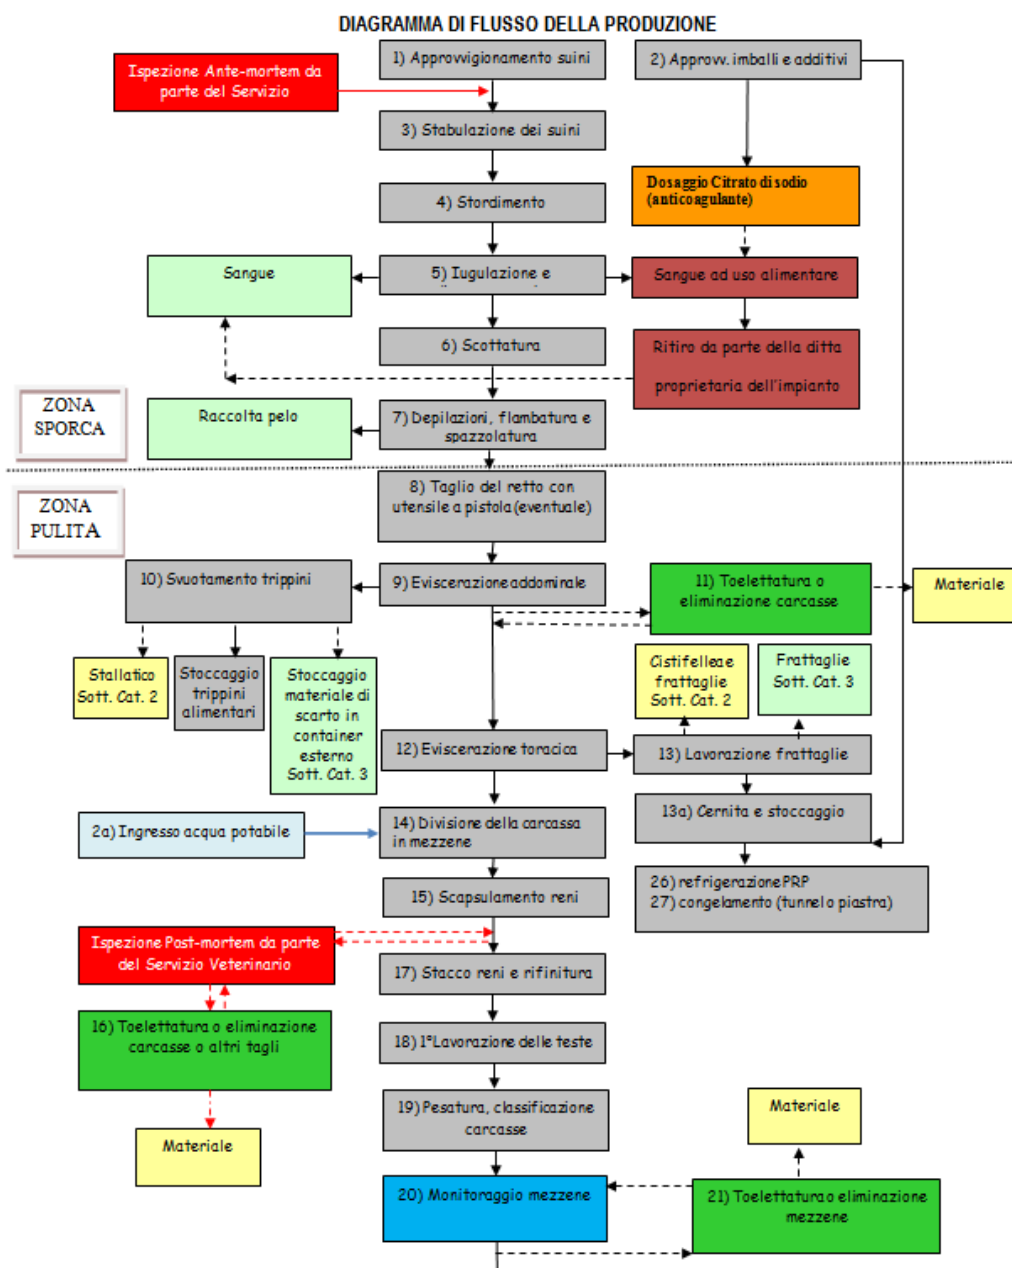 DIAGRAMMA DI FLUSSO DELLA PRODUZIONE
Ispezione Ante-mortem da
parte del Servizio
1) Approvvigionamento suini
2) Approvv. imballi e additivi
3) Stabulazione dei suini
4) Stordimento
Dosaggio Citrato di sodio
(anticoagulante)
Sangue
5) Iugulazione e
Sangue ad uso alimentare
6) Scottatura
Ritiro da parte della ditta
proprietaria dell'impianto
ZONA
SPORCA
Raccolta pelo
7) Depilazioni, flambatura e
spazzolatura
ZONA
PULITA
8) Taglio del retto con
utensile a pistola (eventuale)
10) Svuotamento trippini
9) Eviscerazione addominale
11) Toelettatura o
eliminazione carcasse
Materiale
Stallatico
Sott. Cat. 2
Stoccaggio
trippini
alimentari
Stoccaggio
materiale di
scarto in
container
esterno
Sott. Cat. 3
Cistifellea e
frattaglie
Sott. Cat. 2
Frattaglie
Sott. Cat. 3
12) Eviscerazione toracica
13) Lavorazione frattaglie
13a) Cernita e stoccaggio
2a) Ingresso acqua potabile
14) Divisione della carcassa
in mezzene
26) refrigerazione PRP
27) congelamento (tunnel o piastra)
15) Scapsulamento reni
Ispezione Post-mortem da parte
del Servizio Veterinario
17) Stacco reni e rifinitura
16) Toelettatura o eliminazione
carcasse o altri tagli
18) 1°Lavorazione delle teste
19) Pesatura, classificazione
carcasse
Materiale
Materiale
20) Monitoraggio mezzene
21) Toelettatura o eliminazione
mezzene